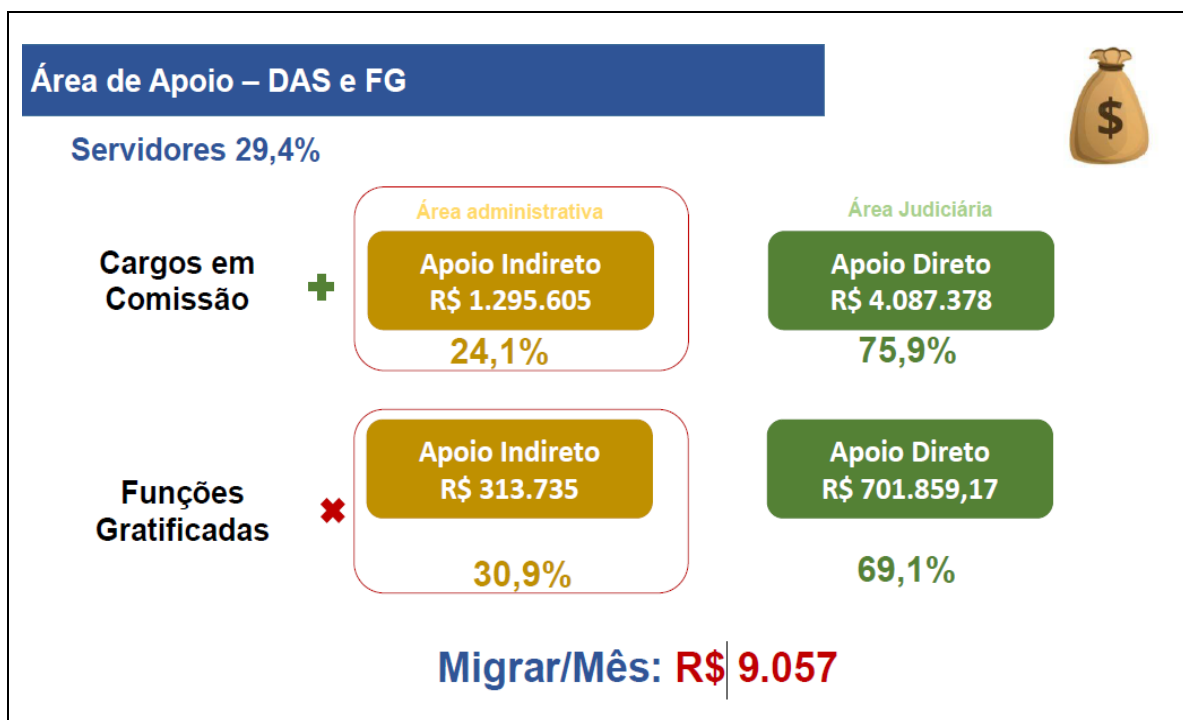 Área de Apoio – DAS e FG
$
Servidores 29,4%
Área administrativa
Área Judiciária
Cargos em
Comissão
Apoio Indireto
R$ 1.295.605
24,1%
Apoio Direto
R$ 4.087.378
75,9%
Funções
Gratificadas
Apoio Indireto
R$ 313.735
30,9%
Apoio Direto
R$ 701.859,17
69,1%
Migrar/Mês: R$ 9.057